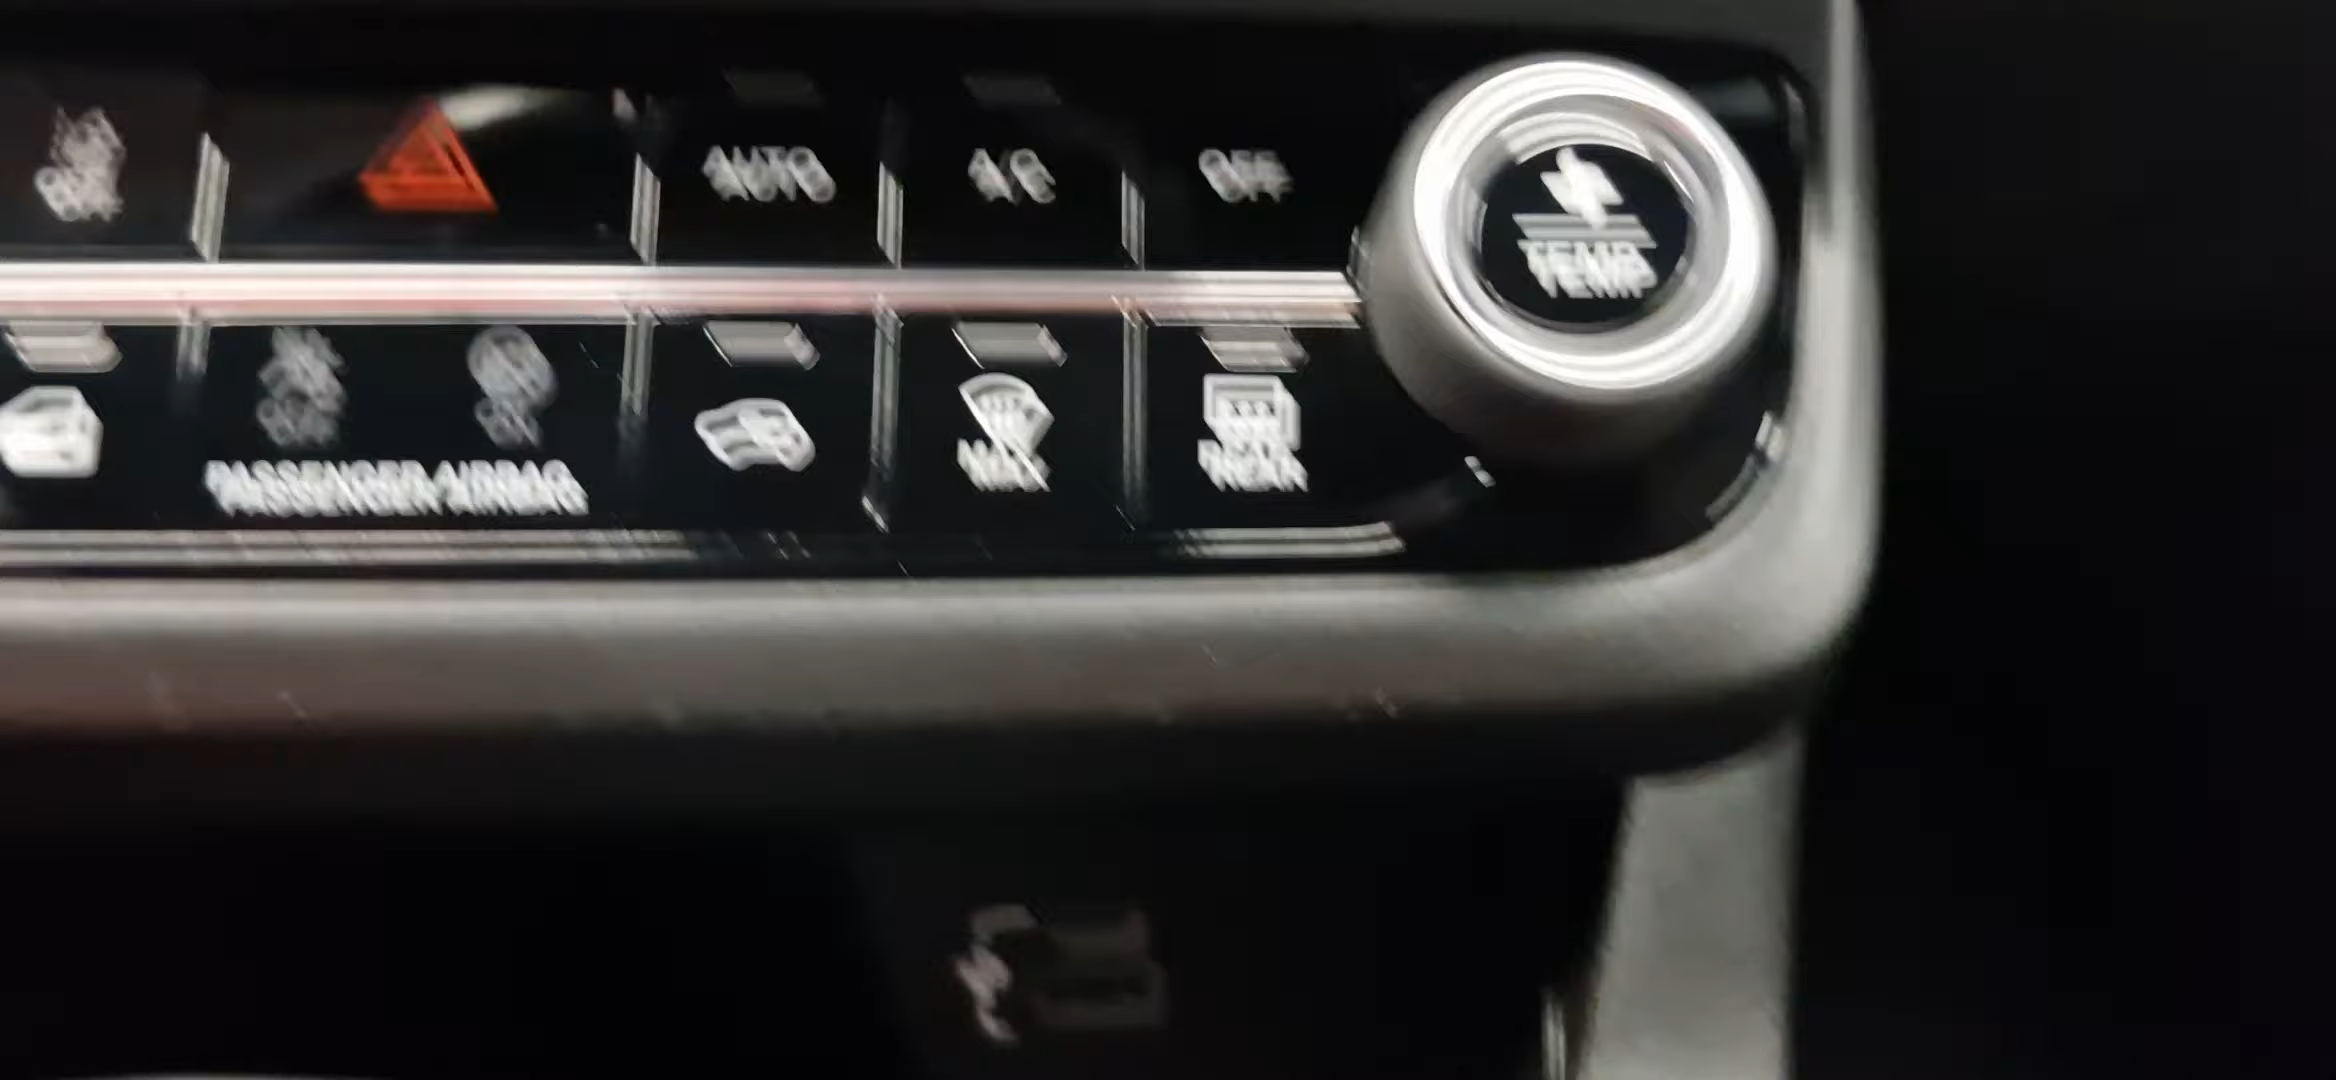 AUTO
A/C
OFF
TEMP
PASSENGER AIRBAG
MAX
REAR